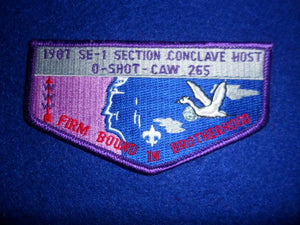 1987 SE-1 SECTION CONCLAVE HOST
O-SHOT-CAW 265
FIRM BOUND IN BROTHERHOOD